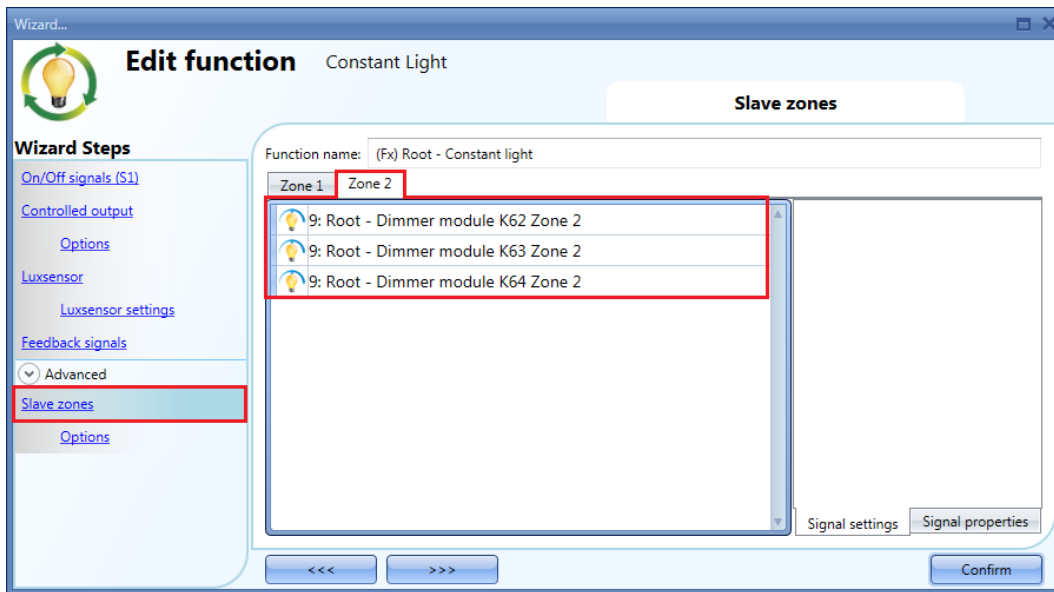 Wizard...
Edit function Constant Light
Slave zones
Wizard Steps
On/Off signals (S1)
Controlled output
Options
Luxsensor
Luxsensor settings
Feedback signals
Advanced
Slave zones
Options
Function name: (Fx) Root - Constant light
Zone 1 Zone 2
9: Root - Dimmer module K62 Zone 2
9: Root - Dimmer module K63 Zone 2
9: Root - Dimmer module K64 Zone 2
Signal settings Signal properties
<<< >>> Confirm